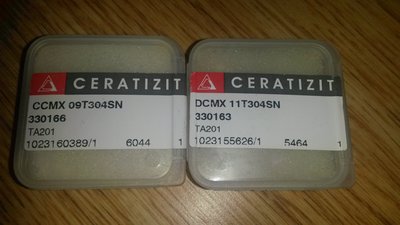 CERATIZIT
CCMX 09T304SN
330166
TA201
1023160389/1 6044 1
CERATIZIT
DCMX 11T304SN
330163
TA201
1023155626/1 5464 1